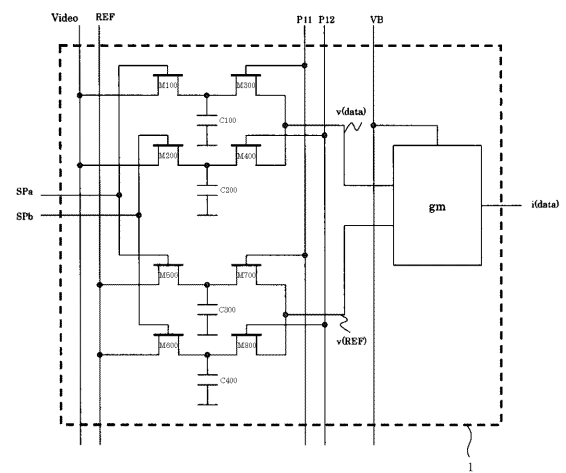 Video REF P11 P12 VB
M100 M300
C100
v(data)
M200 M400
C200
SPa
SPb
gm
i(data)
M500 M700
C300
M600 M800
v(REF)
C400
1